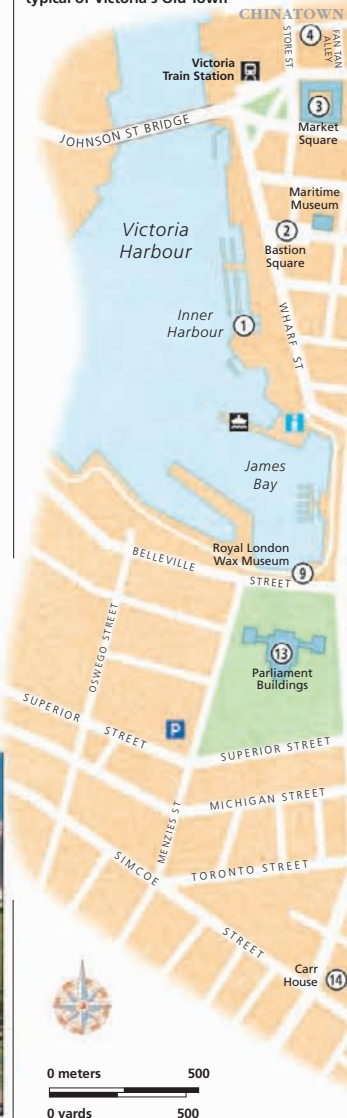 typical of Victoria's Old Town
CHINATOWN
STORE ST
4
FAN TAN
ALLEY
Victoria
Train Station
3
Market
Square
JOHNSON ST BRIDGE
Maritime
Museum
Victoria
Harbour
2
Bastion
Square
Inner
Harbour
1
WHARF ST
i
James
Bay
BELLEVILLE
STREET
Royal London
Wax Museum
9
OSWEGO STREET
13
Parliament
Buildings
SUPERIOR
STREET
P
SUPERIOR STREET
MENZIES ST
MICHIGAN STREET
TORONTO STREET
SIMCOE
STREET
Carr
House
14
0 meters 500
0 yards 500